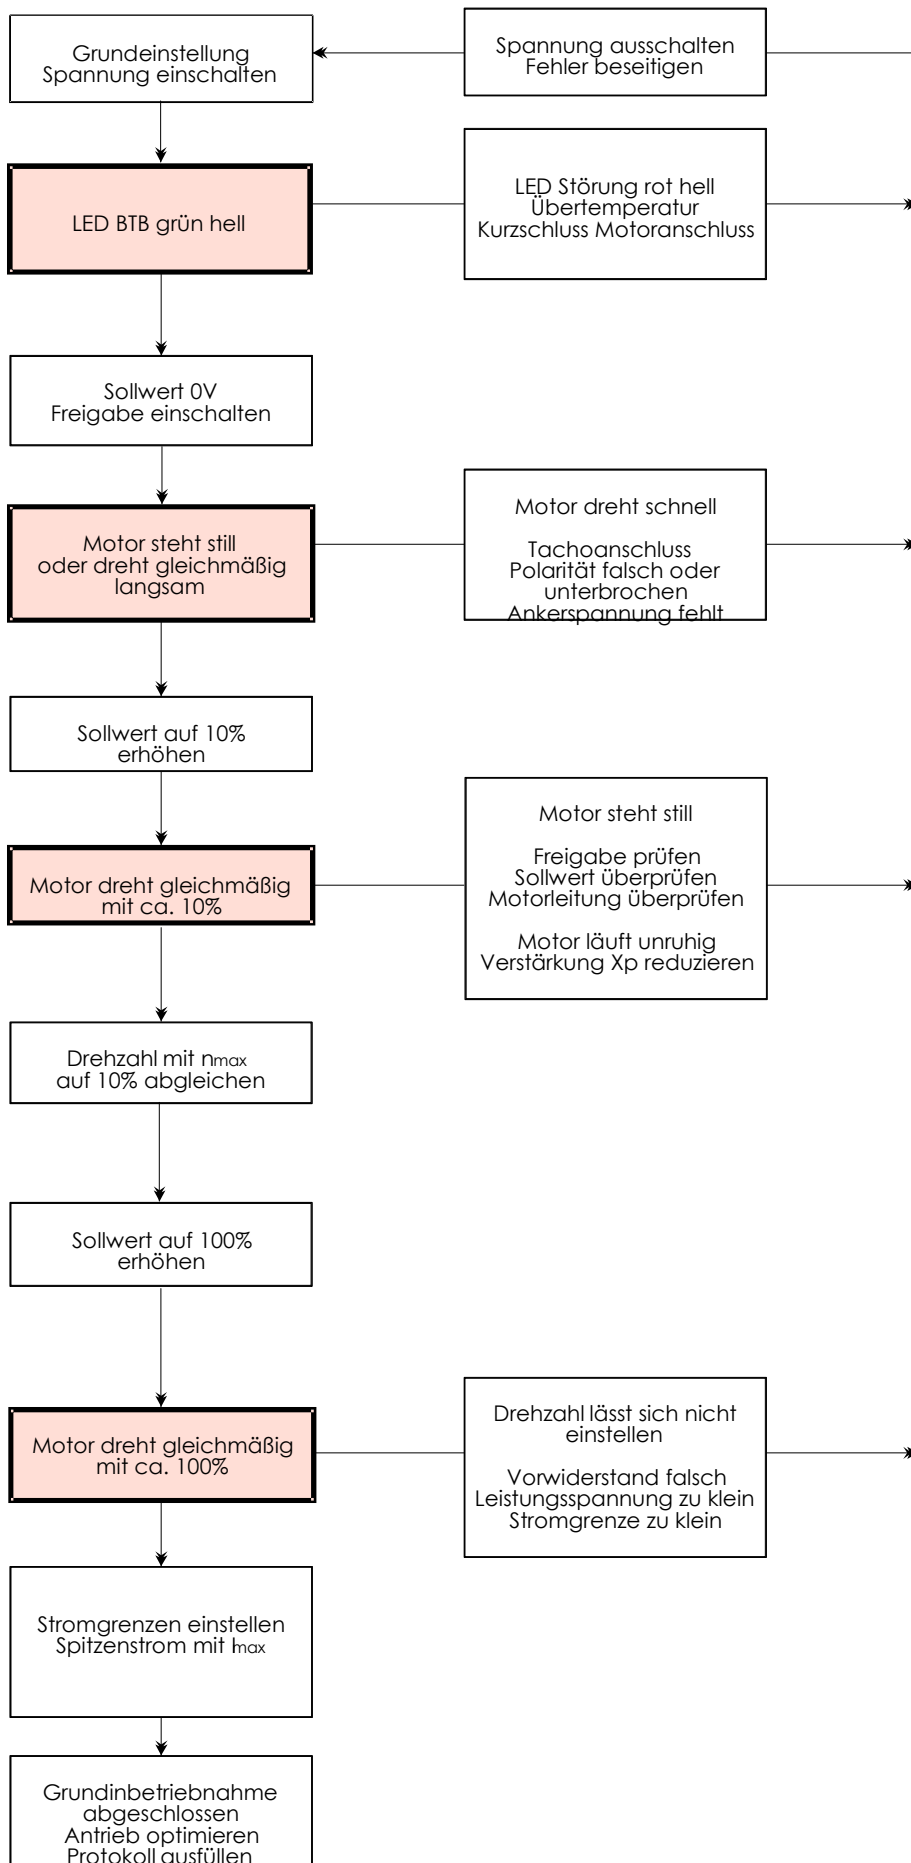 Grundeinstellung
Spannung einschalten
Spannung ausschalten
Fehler beseitigen
LED BTB grün hell
LED Störung rot hell
Übertemperatur
Kurzschluss Motoranschluss
Sollwert 0V
Freigabe einschalten
Motor steht still
oder dreht gleichmäßig
langsam
Motor dreht schnell
Tachoanschluss
Polarität falsch oder
unterbrochen
Ankerspannung fehlt
Sollwert auf 10%
erhöhen
Motor dreht gleichmäßig
mit ca. 10%
Motor steht still
Freigabe prüfen
Sollwert überprüfen
Motorleitung überprüfen
Motor läuft unruhig
Verstärkung Xp reduzieren
Drehzahl mit nmax
auf 10% abgleichen
Sollwert auf 100%
erhöhen
Motor dreht gleichmäßig
mit ca. 100%
Drehzahl lässt sich nicht
einstellen
Vorwiderstand falsch
Leistungsspannung zu klein
Stromgrenze zu klein
Stromgrenzen einstellen
Spitzenstrom mit Imax
Grundinbetriebnahme
abgeschlossen
Antrieb optimieren
Protokoll ausfüllen